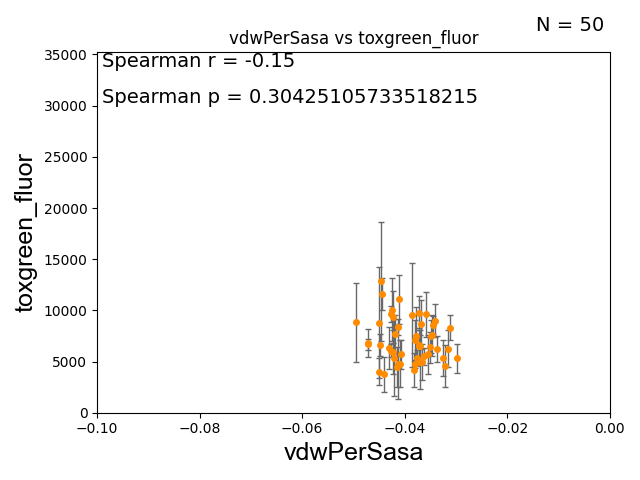 N = 50
vdwPerSasa vs toxgreen_fluor
Spearman r = -0.15
Spearman p = 0.30425105733518215
toxgreen_fluor
35000
30000
25000
20000
15000
10000
5000
0
−0.10 −0.08 −0.06 −0.04 −0.02 0.00
vdwPerSasa